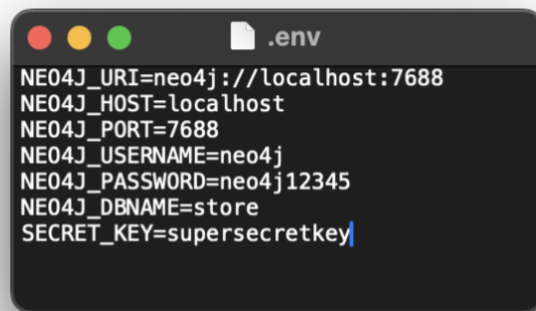 .env
NEO4J_URI=neo4j://localhost:7688
NEO4J_HOST=localhost
NEO4J_PORT=7688
NEO4J_USERNAME=neo4j
NEO4J_PASSWORD=neo4j12345
NEO4J_DBNAME=store
SECRET_KEY=supersecretkey